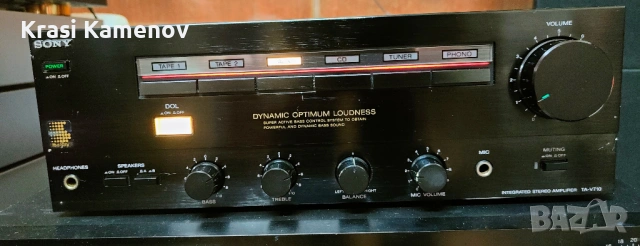 Krasi Kamenov
SONY
VOLUME
TAPE 1
TAPE 2
CD
TUNER
PHONO
POWER
DOL
DYNAMIC OPTIMUM LOUDNESS
SUPER ACTIVE BASS CONTROL SYSTEM TO OBTAIN
POWERFUL AND DYNAMIC BASS SOUND
HEADPHONES
SPEAKERS
BASS
TREBLE
BALANCE
MIC VOLUME
MIC
MUTING
INTEGRATED STEREO AMPLIFIER TA-V710
BAZAR.BG